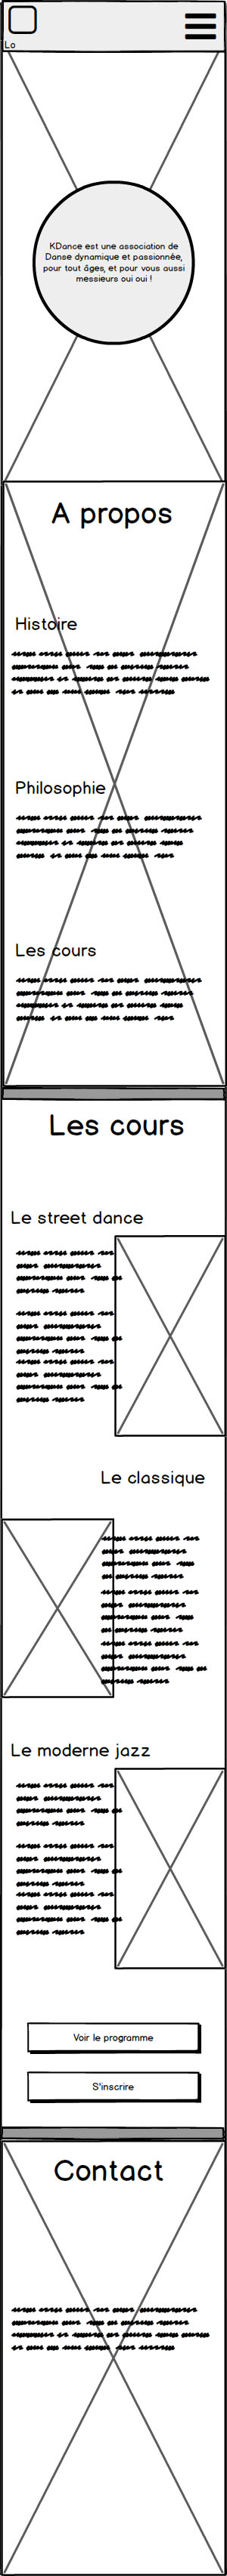 Lo
KDance est une association de
Danse dynamique et passionnée,
pour tout âges, et pour vous aussi
messieurs oui oui !
A propos
Histoire
Philosophie
Les cours
Les cours
Le street dance
Le classique
Le moderne jazz
Voir le programme
S'inscrire
Contact